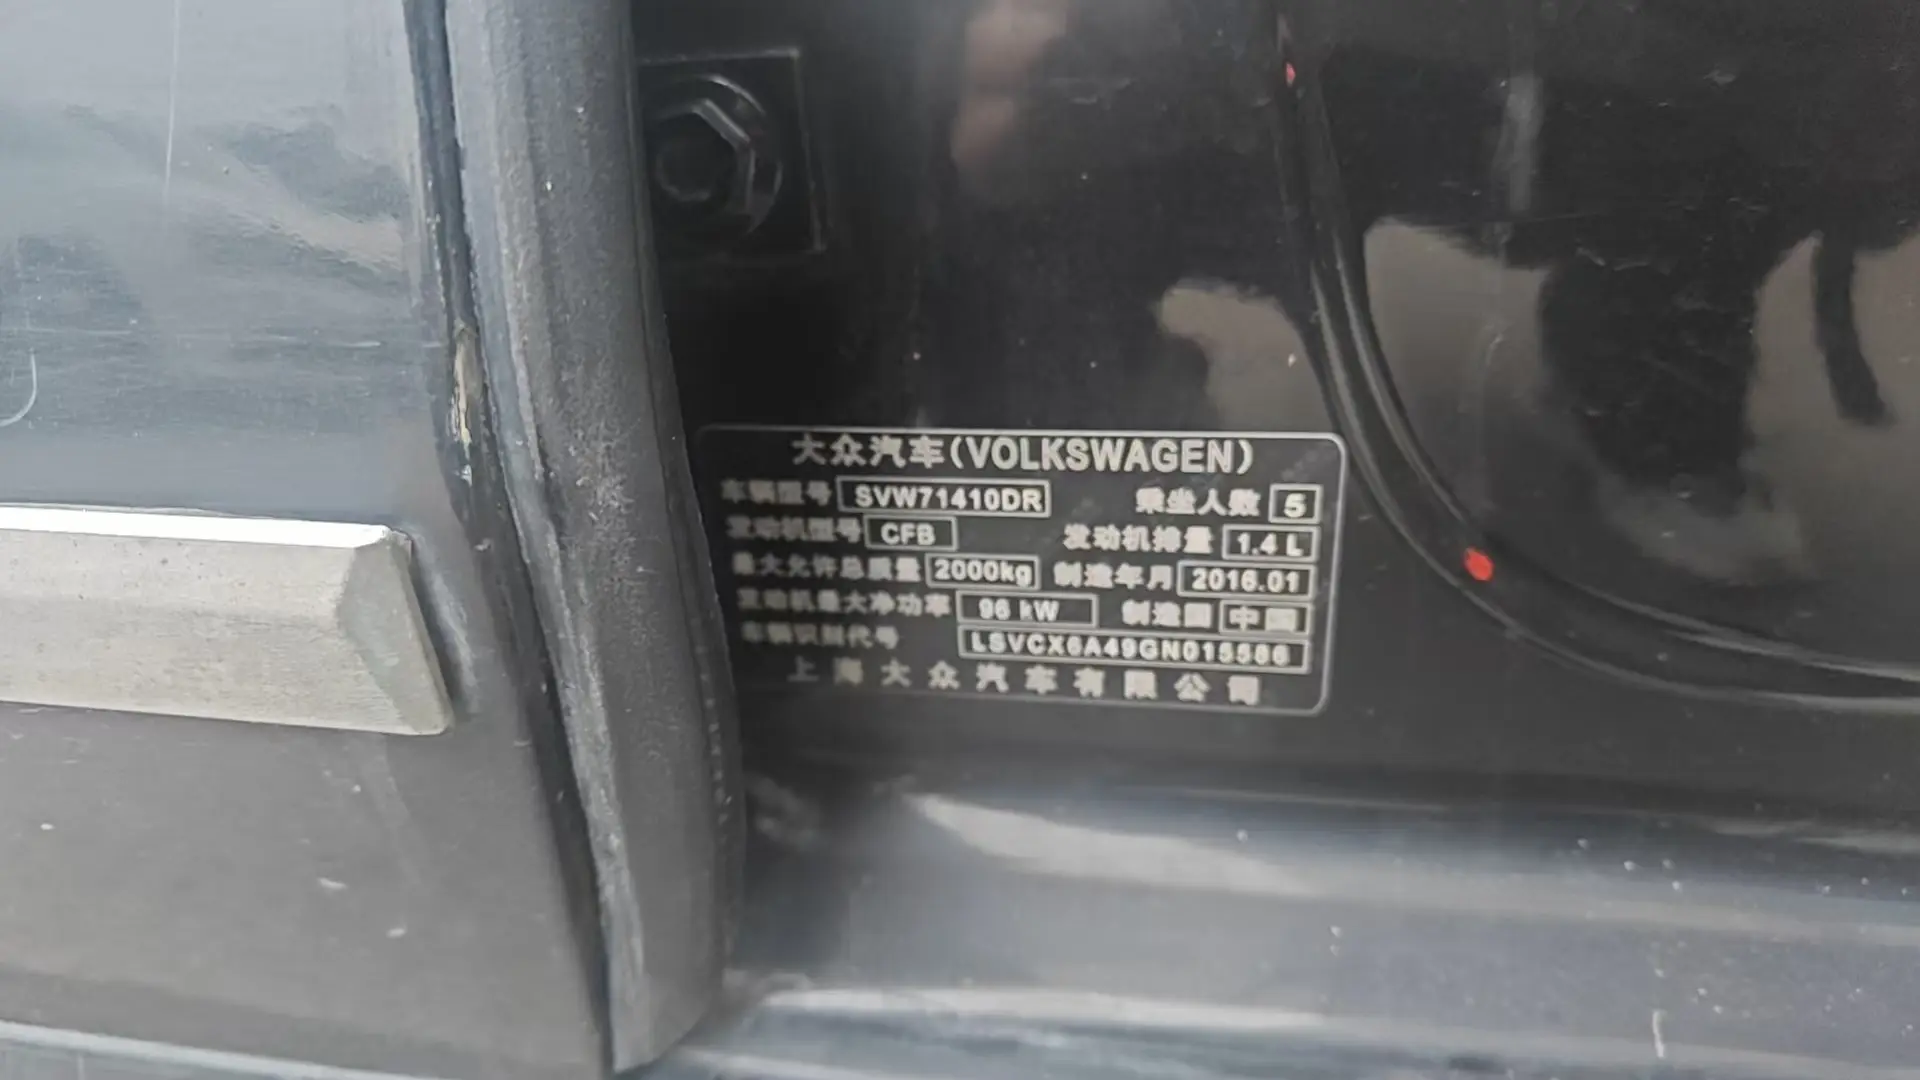 大众汽车(VOLKSWAGEN)
车辆型号 SVW71410DR 乘坐人数 5
发动机型号 CFB 发动机排量 1.4 L
最大允许总质量 2000kg 制造年月 2016.01
发动机最大净功率 96 kW 制造国 中国
车辆识别代号 LSVCX6A49GN015586
上海大众汽车有限公司